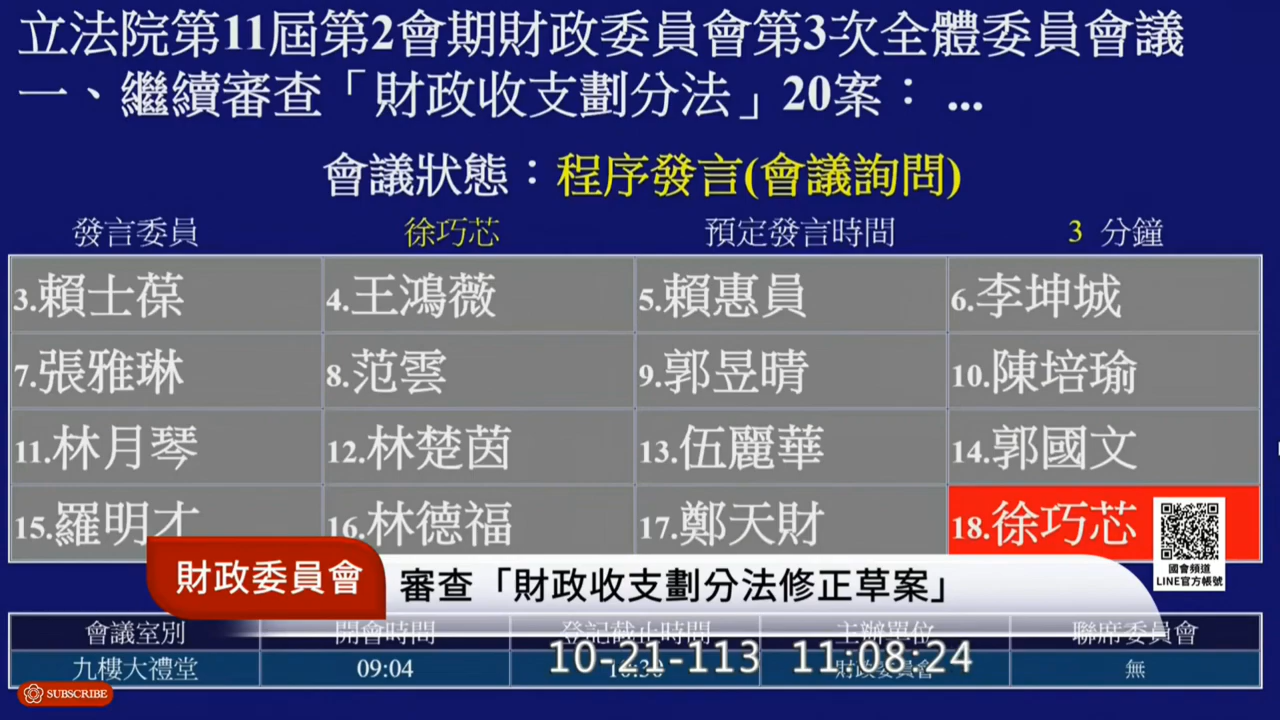 立法院第11屆第2會期財政委員會第3次全體委員會議
一、繼續審查「財政收支劃分法」20案： ...
會議狀態：程序發言(會議詢問)
發言委員 徐巧芯 預定發言時間 3 分鐘
3.賴士葆 4.王鴻薇 5.賴惠員 6.李坤城
7.張雅琳 8.范雲 9.郭昱晴 10.陳培瑜
11.林月琴 12.林楚茵 13.伍麗華 14.郭國文
15.羅明才 16.林德福 17.鄭天財 18.徐巧芯
國會頻道
LINE官方帳號
財政委員會 審查「財政收支劃分法修正草案」
會議室別 開會時間 登記截止時間 主辦單位 聯席委員會
九樓大禮堂 09:04 10:30 財政委員會 無
10-21-113 11:08:24
SUBSCRIBE